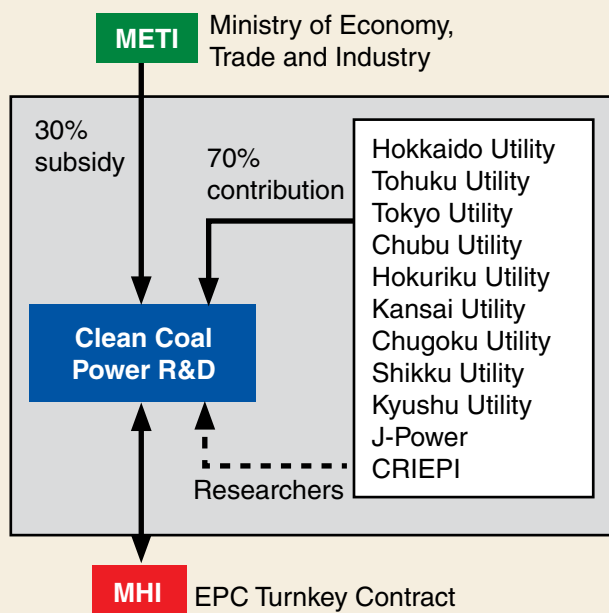 METI
Ministry of Economy,
Trade and Industry
30%
subsidy
70%
contribution
Hokkaido Utility
Tohuku Utility
Tokyo Utility
Chubu Utility
Hokuriku Utility
Kansai Utility
Chugoku Utility
Shikku Utility
Kyushu Utility
J-Power
CRIEPI
Clean Coal
Power R&D
Researchers
MHI
EPC Turnkey Contract